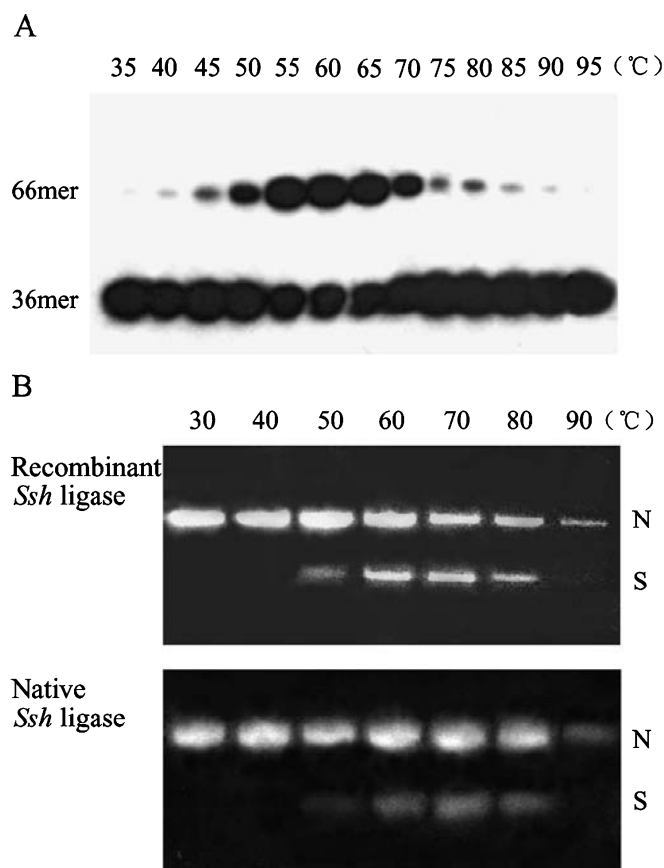 A
35 40 45 50 55 60 65 70 75 80 85 90 95 (℃)
66mer
36mer
B
30 40 50 60 70 80 90 (℃)
Recombinant
Ssh ligase
N
S
Native
Ssh ligase
N
S